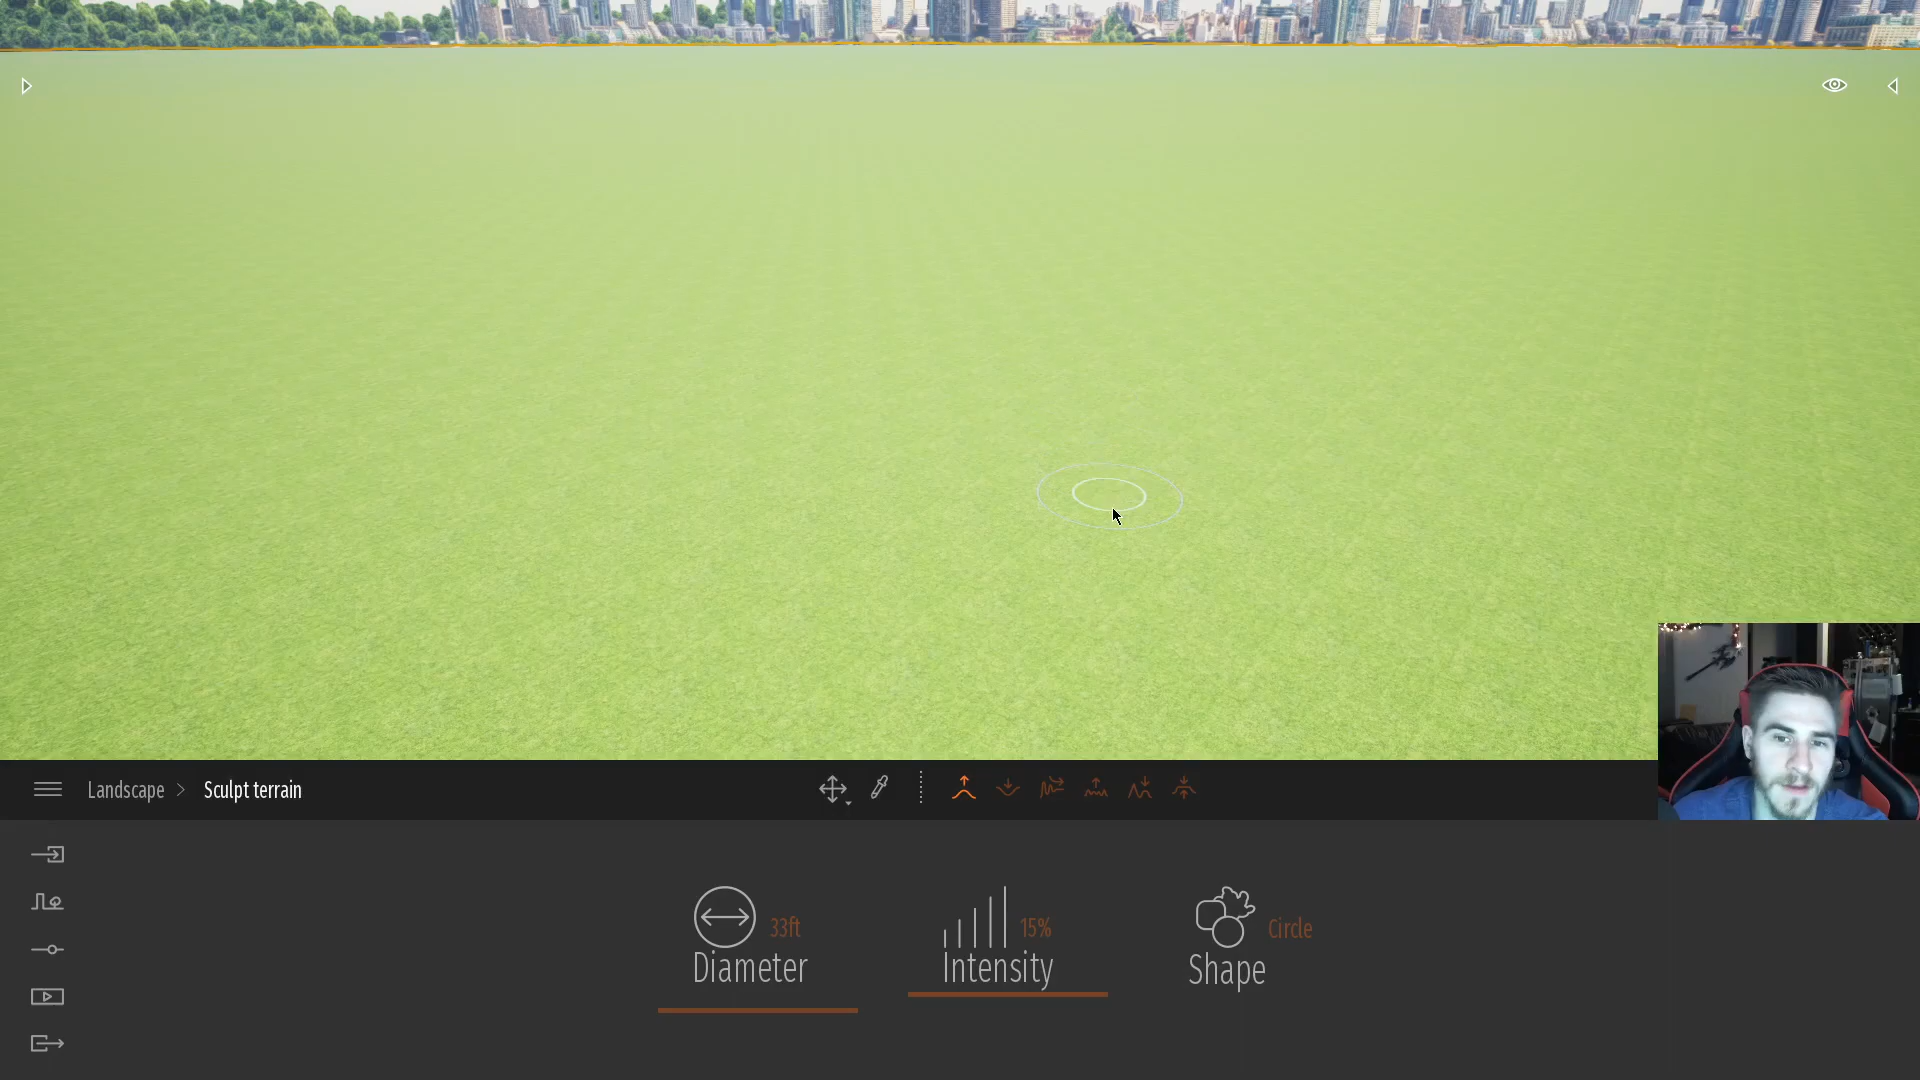 Landscape > Sculpt terrain
33ft
Diameter
15%
Intensity
Circle
Shape